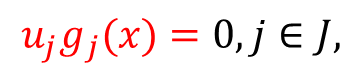 u_j g_j(x) = 0, j ∈ J,